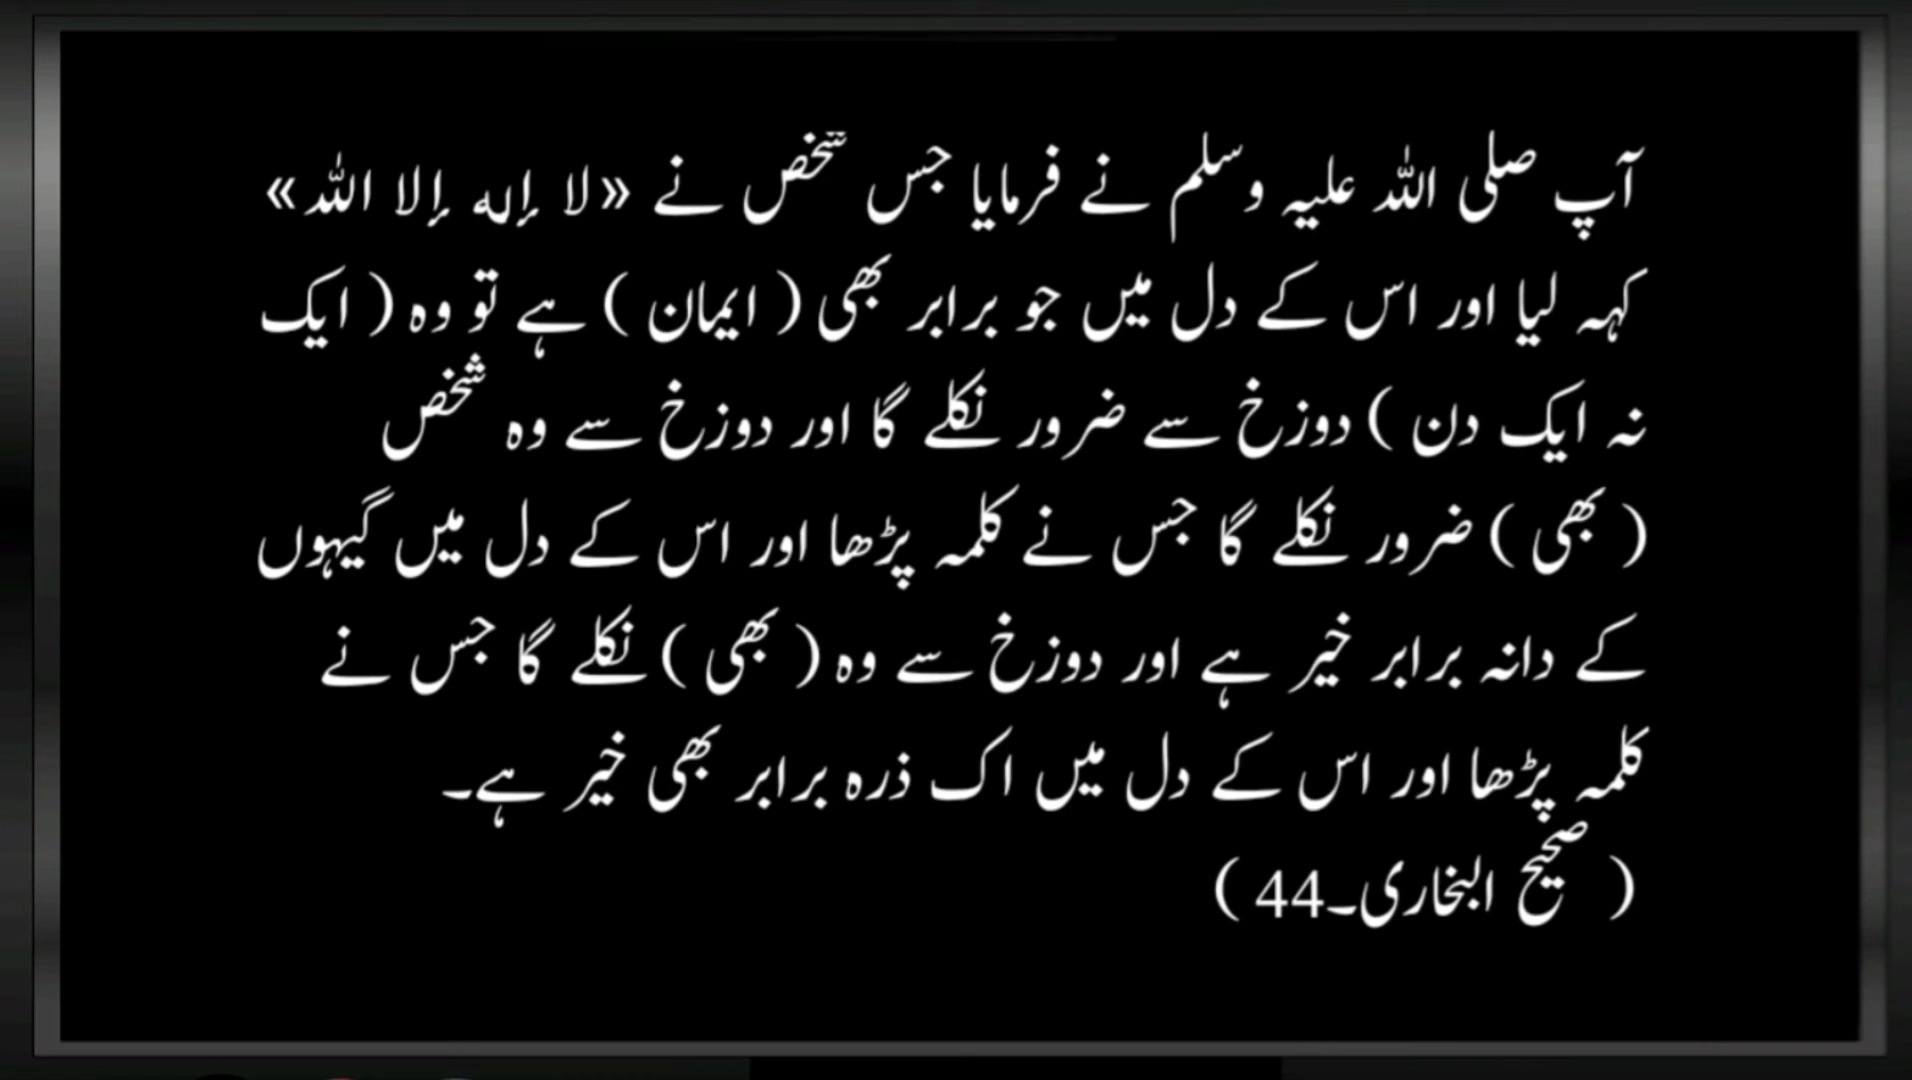 آپ صلی اللہ علیہ وسلم نے فرمایا جس شخص نے «لا إله إلا الله»
کہہ لیا اور اس کے دل میں جو برابر بھی ( ایمان ) ہے تو وہ ( ایک
نہ ایک دن ) دوزخ سے ضرور نکلے گا اور دوزخ سے وہ شخص
( بھی ) ضرور نکلے گا جس نے کلمہ پڑھا اور اس کے دل میں گیہوں
کے دانہ برابر خیر ہے اور دوزخ سے وہ ( بھی ) نکلے گا جس نے
کلمہ پڑھا اور اس کے دل میں اک ذرہ برابر بھی خیر ہے۔
( صحیح البخاری۔44 )